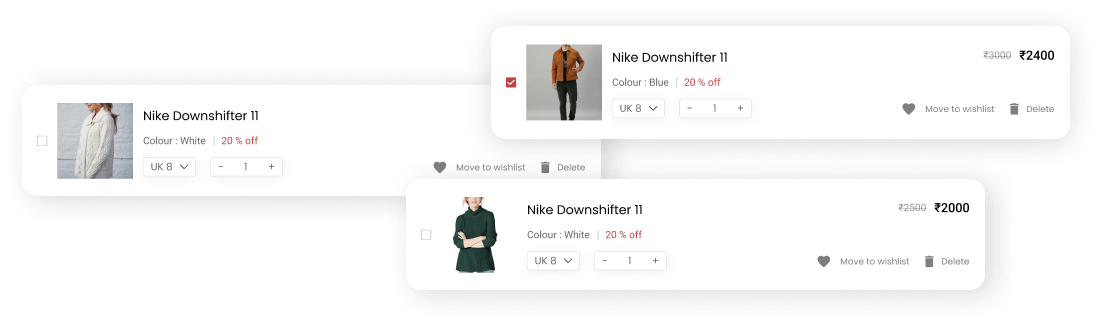 Nike Downshifter 11
Colour : White | 20 % off
UK 8 - 1 +
Move to wishlist Delete
Nike Downshifter 11 ₹3000 ₹2400
Colour : Blue | 20 % off
UK 8 - 1 + Move to wishlist Delete
Nike Downshifter 11 ₹2500 ₹2000
Colour : White | 20 % off
UK 8 - 1 + Move to wishlist Delete